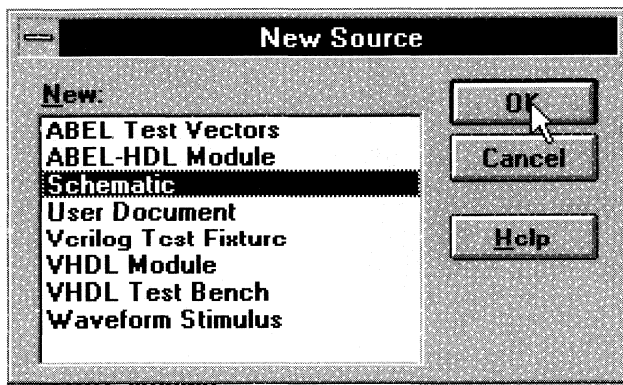 New Source
New:
ABEL Test Vectors
ABEL-HDL Module
Schematic
User Document
Verilog Test Fixture
VHDL Module
VHDL Test Bench
Waveform Stimulus
OK
Cancel
Help